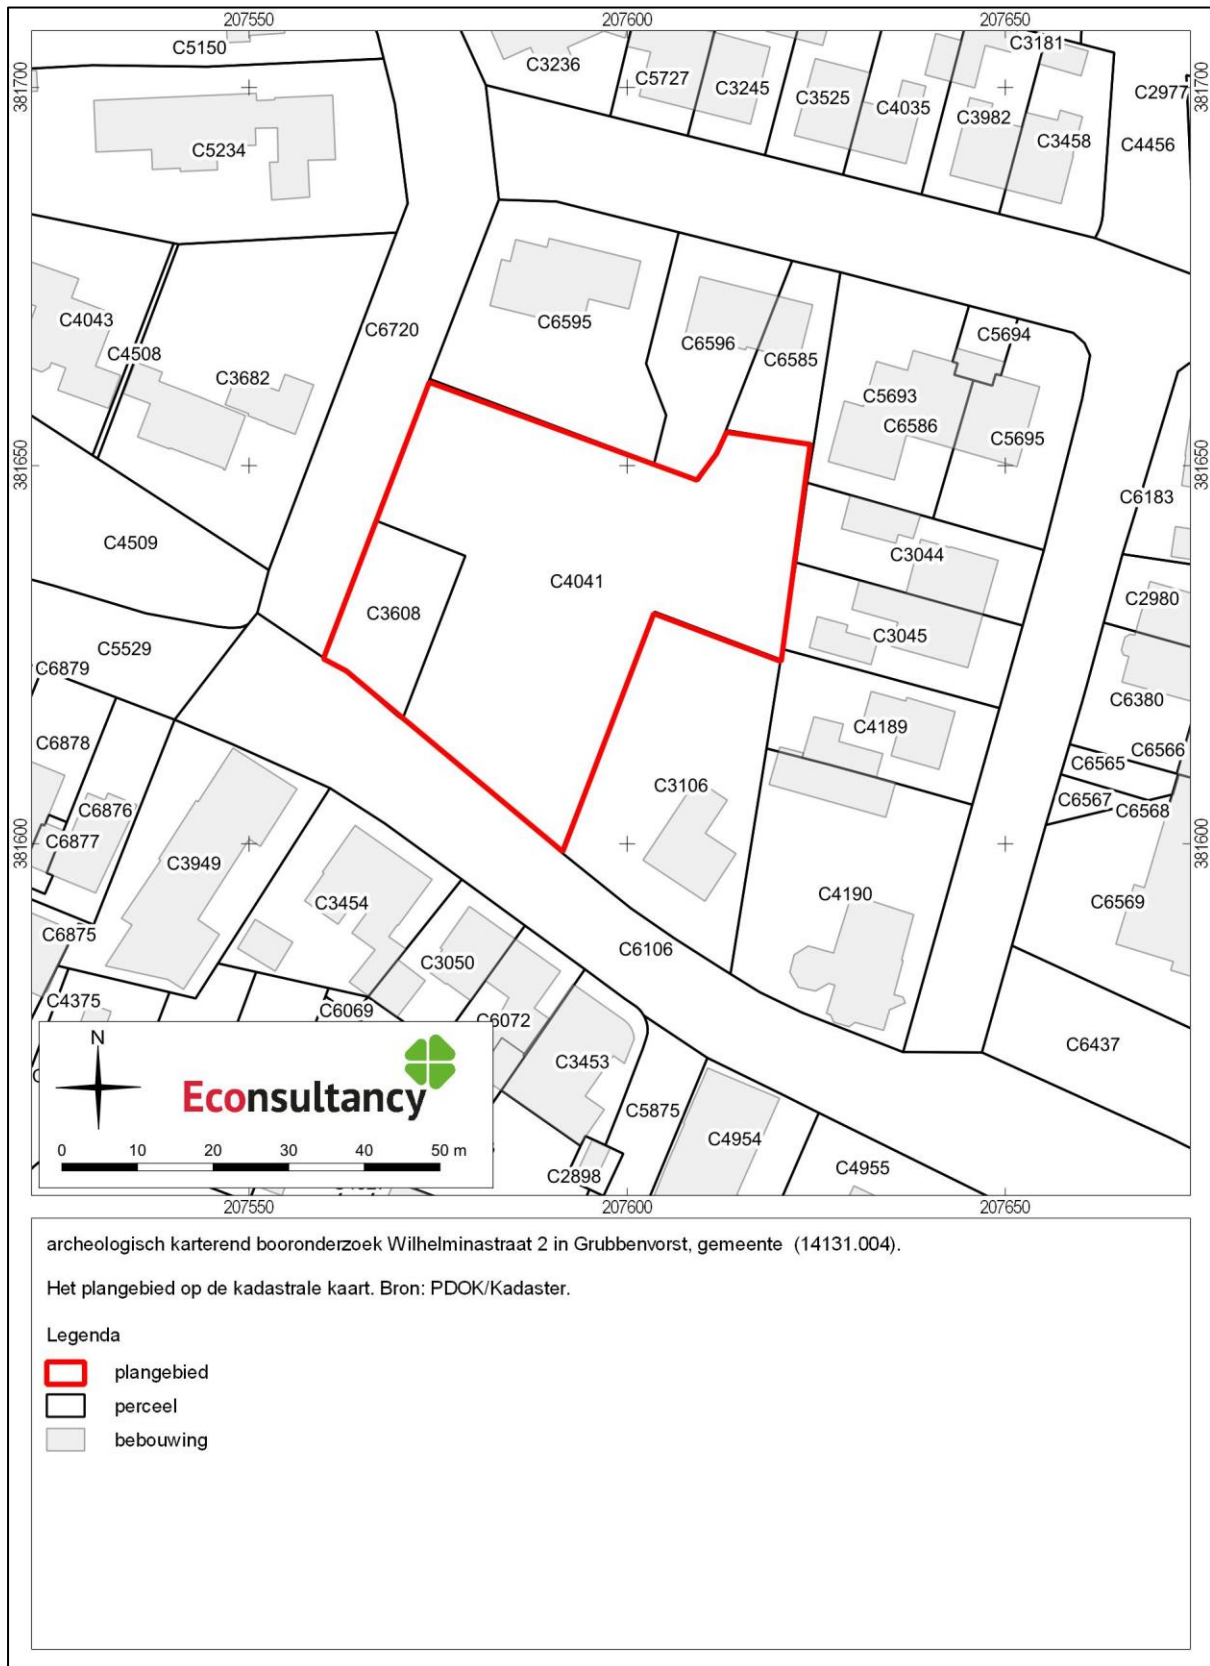 207550 207600 207650
C5150
C3236
C5727
C3245
C3525
C4035
C3982
C3181
C3458
C2977
C4456
381700
381700
C5234
C4043
C4508
C3682
C6720
C6595
C6596
C6585
C5693
C6586
C5694
C5695
C6183
381650
381650
C4509
C5529
C3608
C4041
C3044
C3045
C2980
C6380
C6879
C6878
C6876
C6877
C3949
C3106
C4189
C6566
C6565
C6567
C6568
381600
381600
C6875
C4375
C3454
C3050
C6106
C4190
C6569
C6069
C6072
C3453
C6437
C5875
C4954
C4955
C2898
N
Econsultancy
0 10 20 30 40 50 m
207550 207600 207650
archeologisch karterend booronderzoek Wilhelminastraat 2 in Grubbenvorst, gemeente (14131.004).
Het plangebied op de kadastrale kaart. Bron: PDOK/Kadaster.
Legenda
plangebied
perceel
bebouwing